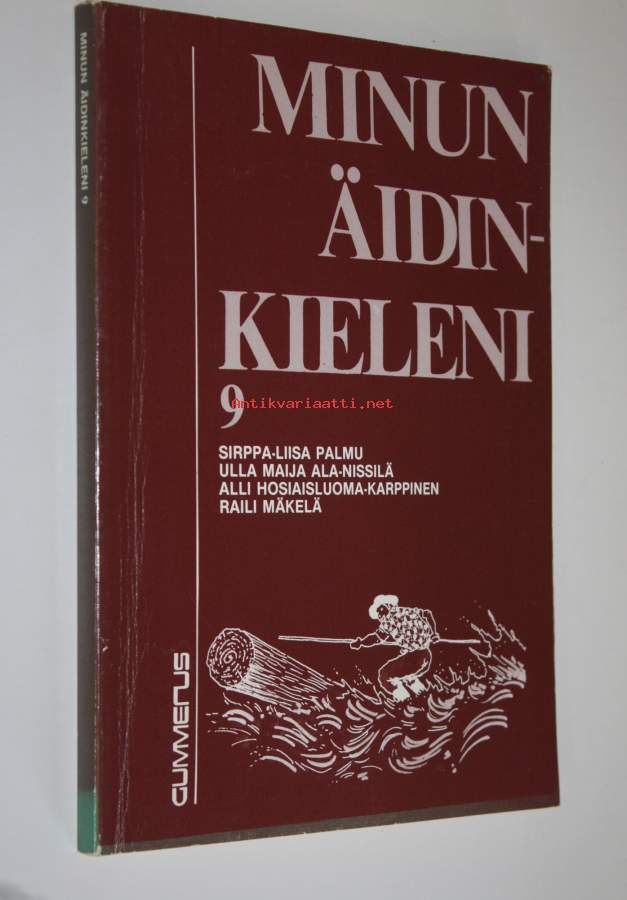 MINUN ÄIDINKIELENI 9
MINUN
ÄIDIN-
KIELENI
9
Antikvariaatti.net
SIRPPA-LIISA PALMU
ULLA MAIJA ALA-NISSILÄ
ALLI HOSIAISLUOMA-KARPPINEN
RAILI MÄKELÄ
GUMMERUS